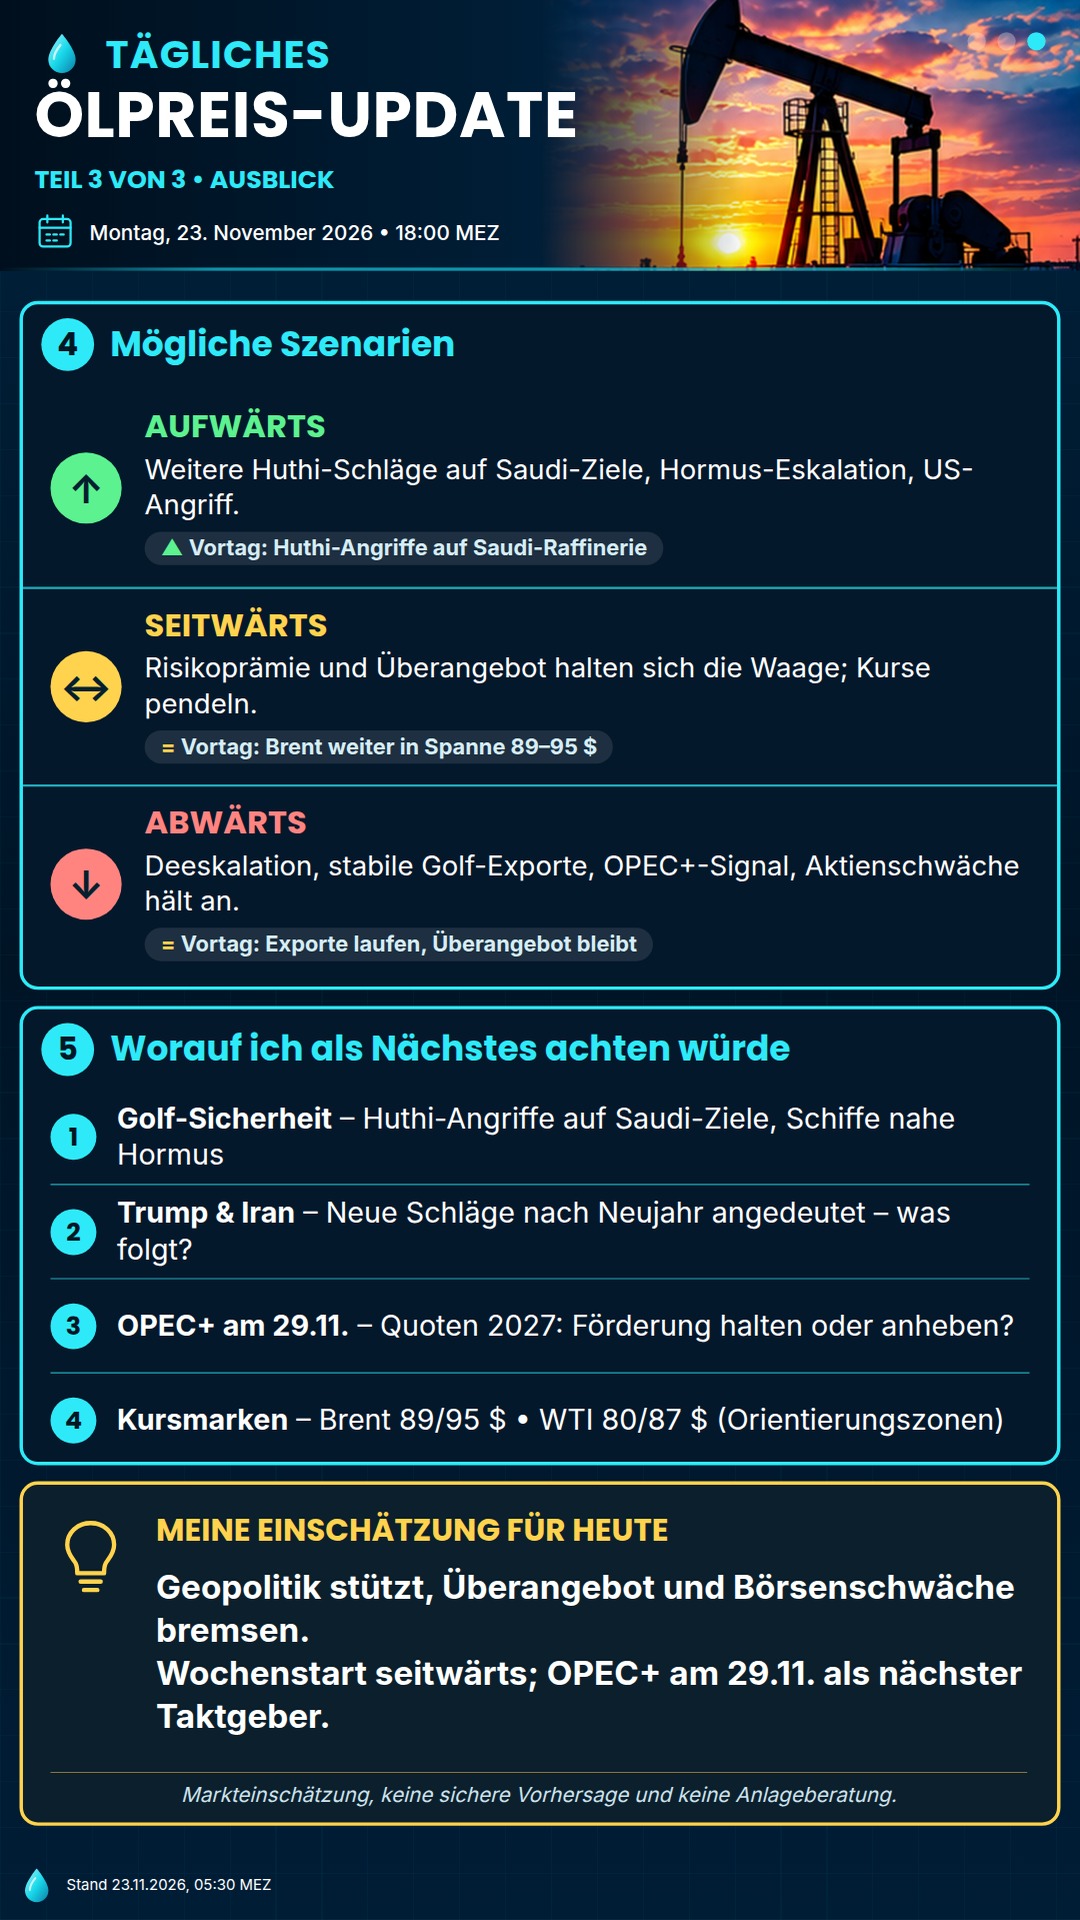 TÄGLICHES
ÖLPREIS-UPDATE
TEIL 3 VON 3 • AUSBLICK
Montag, 23. November 2026 • 18:00 MEZ
4 Mögliche Szenarien
AUFWÄRTS
Weitere Huthi-Schläge auf Saudi-Ziele, Hormus-Eskalation, US-
Angriff.
▲ Vortag: Huthi-Angriffe auf Saudi-Raffinerie
SEITWÄRTS
Risikoprämie und Überangebot halten sich die Waage; Kurse
pendeln.
= Vortag: Brent weiter in Spanne 89–95 $
ABWÄRTS
Deeskalation, stabile Golf-Exporte, OPEC+-Signal, Aktienschwäche
hält an.
= Vortag: Exporte laufen, Überangebot bleibt
5 Worauf ich als Nächstes achten würde
1 Golf-Sicherheit – Huthi-Angriffe auf Saudi-Ziele, Schiffe nahe
Hormus
2 Trump & Iran – Neue Schläge nach Neujahr angedeutet – was
folgt?
3 OPEC+ am 29.11. – Quoten 2027: Förderung halten oder anheben?
4 Kursmarken – Brent 89/95 $ • WTI 80/87 $ (Orientierungszonen)
MEINE EINSCHÄTZUNG FÜR HEUTE
Geopolitik stützt, Überangebot und Börsenschwäche
bremsen.
Wochenstart seitwärts; OPEC+ am 29.11. als nächster
Taktgeber.
Markteinschätzung, keine sichere Vorhersage und keine Anlageberatung.
Stand 23.11.2026, 05:30 MEZ